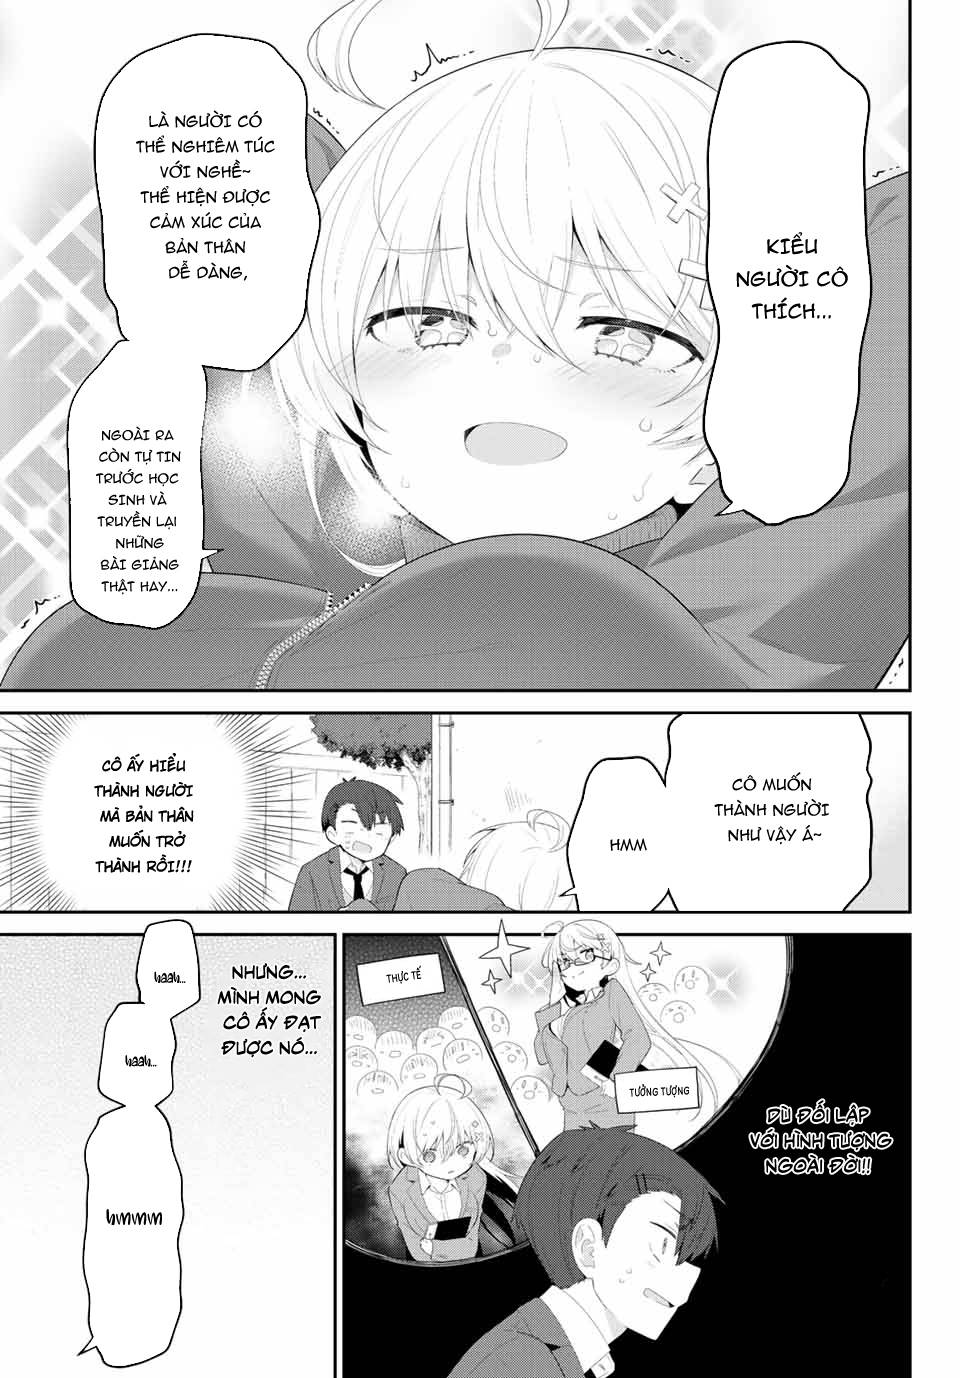 KIỂU
NGƯỜI CÔ
THÍCH...
LÀ NGƯỜI CÓ
THỂ NGHIÊM TÚC
VỚI NGHỀ~
THỂ HIỆN ĐƯỢC
CẢM XÚC CỦA
BẢN THÂN
DỄ DÀNG,
NGOÀI RA
CÒN TỰ TIN
TRƯỚC HỌC
SINH VÀ
TRUYỀN LẠI
NHỮNG
BÀI GIẢNG
THẬT HAY...
CÔ MUỐN
THÀNH NGƯỜI
NHƯ VẬY Á~
HMM
CÔ ẤY HIỂU
THÀNH NGƯỜI
MÀ BẢN THÂN
MUỐN TRỞ
THÀNH RỒI!!!
THỰC TẾ
TƯỞNG TƯỢNG
DÙ ĐỐI LẬP
VỚI HÌNH TƯỢNG
NGOÀI ĐỜI!!
NHƯNG...
MÌNH MONG
CÔ ẤY ĐẠT
ĐƯỢC NÓ...
haah...
haah...
hmmm